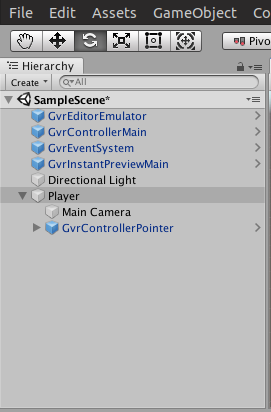 File Edit Assets GameObject
Pivo
Hierarchy
Create All
SampleScene*
GvrEditorEmulator
GvrControllerMain
GvrEventSystem
GvrInstantPreviewMain
Directional Light
Player
Main Camera
GvrControllerPointer